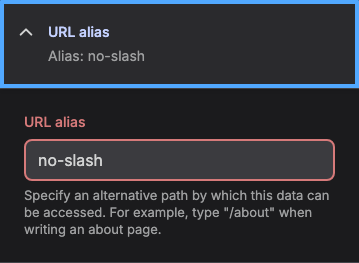 URL alias
Alias: no-slash
URL alias
no-slash
Specify an alternative path by which this data can
be accessed. For example, type "/about" when
writing an about page.